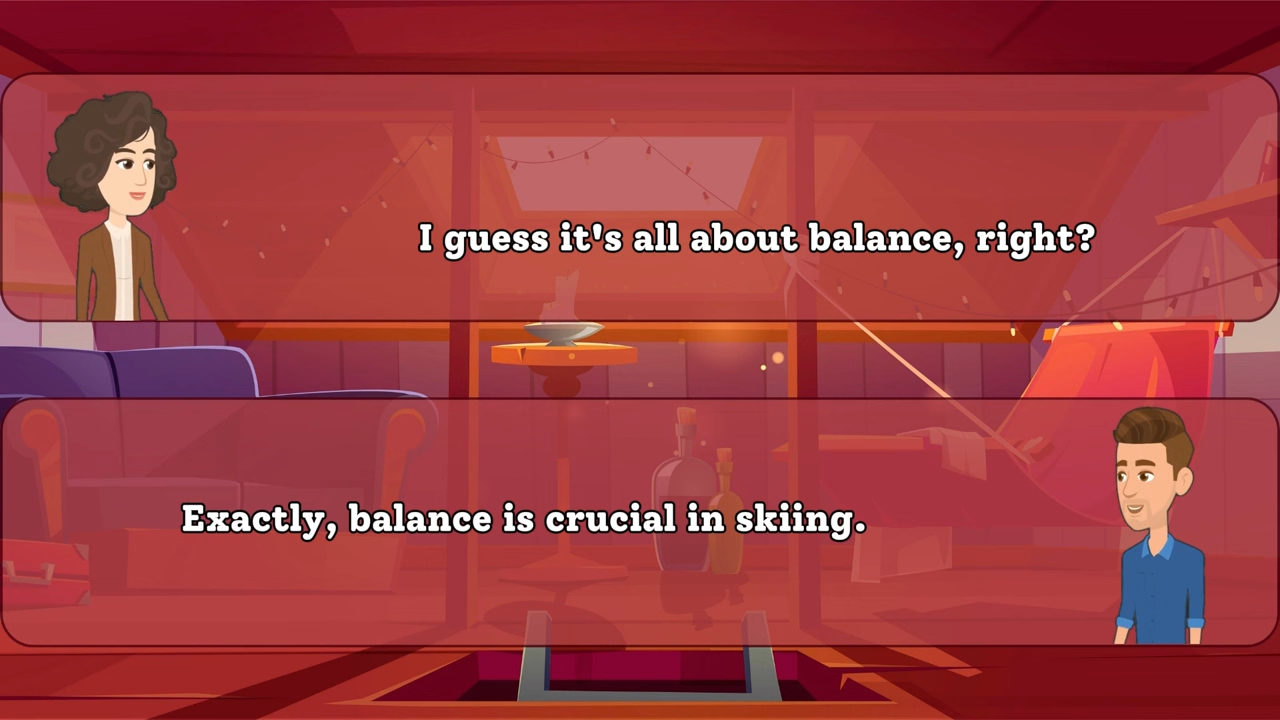 I guess it's all about balance, right?
Exactly, balance is crucial in skiing.